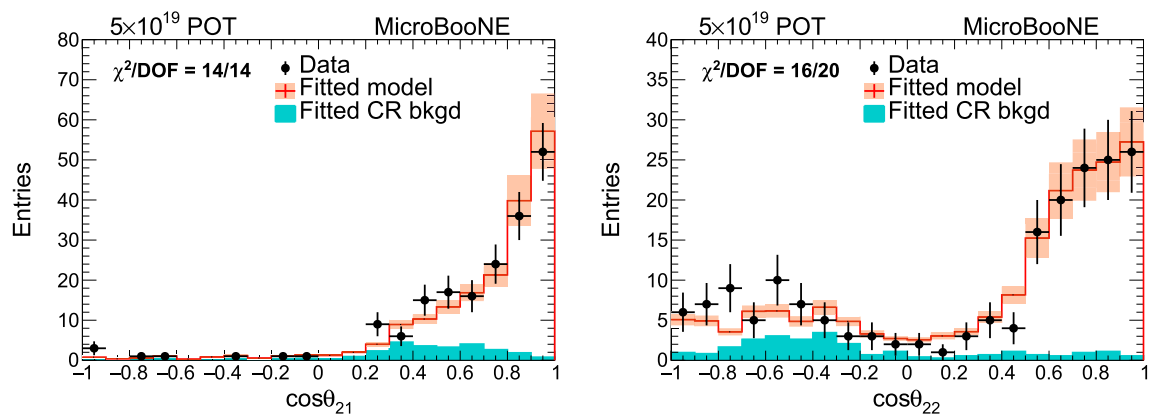 5×10¹⁹ POT MicroBooNE
χ²/DOF = 14/14
Data
Fitted model
Fitted CR bkgd
Entries
80
70
60
50
40
30
20
10
0
−1 −0.8 −0.6 −0.4 −0.2 0 0.2 0.4 0.6 0.8 1
cosθ₂₁
5×10¹⁹ POT MicroBooNE
χ²/DOF = 16/20
Data
Fitted model
Fitted CR bkgd
Entries
40
35
30
25
20
15
10
5
0
−1 −0.8 −0.6 −0.4 −0.2 0 0.2 0.4 0.6 0.8 1
cosθ₂₂